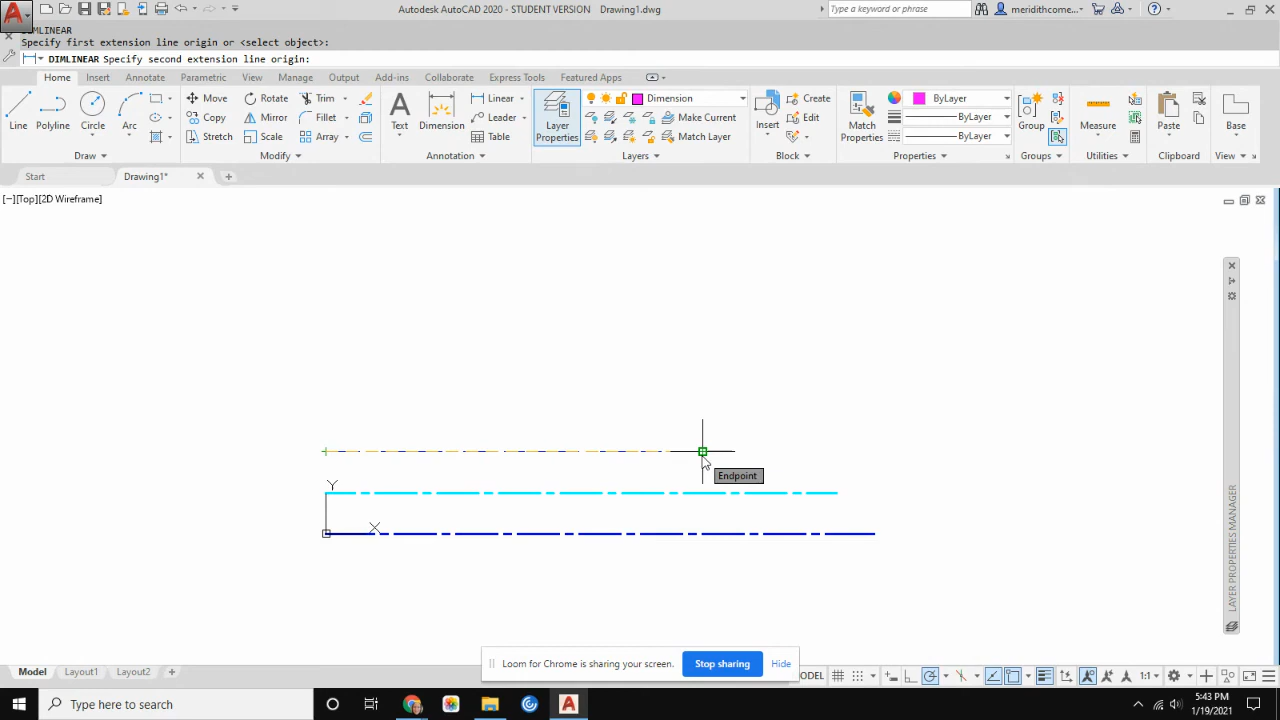 Autodesk AutoCAD 2020 - STUDENT VERSION Drawing1.dwg
Type a keyword or phrase
meridithcome...
DIMLINEAR
Specify first extension line origin or <select object>:
DIMLINEAR Specify second extension line origin:
Home Insert Annotate Parametric View Manage Output Add-ins Collaborate Express Tools Featured Apps
Line Polyline Circle Arc
Draw
Move Rotate Trim
Copy Mirror Fillet
Stretch Scale Array
Modify
Text Dimension
Linear
Leader
Table
Annotation
Layer Properties
Dimension
Make Current
Match Layer
Layers
Insert
Create
Edit
Block
Match Properties
ByLayer
ByLayer
ByLayer
Properties
Group
Groups
Measure
Utilities
Paste
Clipboard
Base
View
Start Drawing1*
[−][Top][2D Wireframe]
Endpoint
Y
X
LAYER PROPERTIES MANAGER
Loom for Chrome is sharing your screen. Stop sharing Hide
Model Layout1 Layout2
MODEL
1:1
Type here to search
5:43 PM
1/19/2021